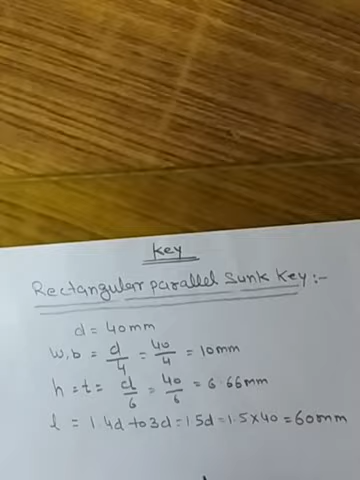 Key
Rectangular parallel Sunk Key:-
d = 40mm
w, b = d/4 = 40/4 = 10mm
h = t = d/6 = 40/6 = 6.66mm
l = 1.4d to 3d = 1.5d = 1.5×40 = 60mm